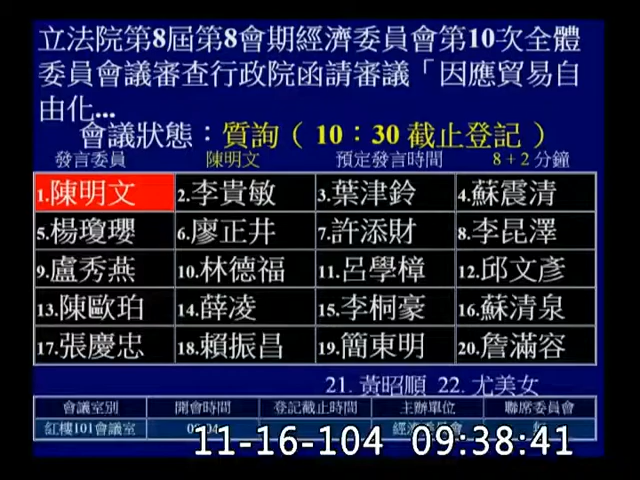 立法院第8屆第8會期經濟委員會第10次全體
委員會議審查行政院函請審議「因應貿易自
由化...
會議狀態：質詢（10：30截止登記）
發言委員 陳明文 預定發言時間 8+2分鐘
1.陳明文 2.李貴敏 3.葉津鈴 4.蘇震清
5.楊瓊瓔 6.廖正井 7.許添財 8.李昆澤
9.盧秀燕 10.林德福 11.呂學樟 12.邱文彥
13.陳歐珀 14.薛凌 15.李桐豪 16.蘇清泉
17.張慶忠 18.賴振昌 19.簡東明 20.詹滿容
21. 黃昭順 22. 尤美女
會議室別 開會時間 登記截止時間 主辦單位 聯席委員會
紅樓101會議室
11-16-104 09:38:41